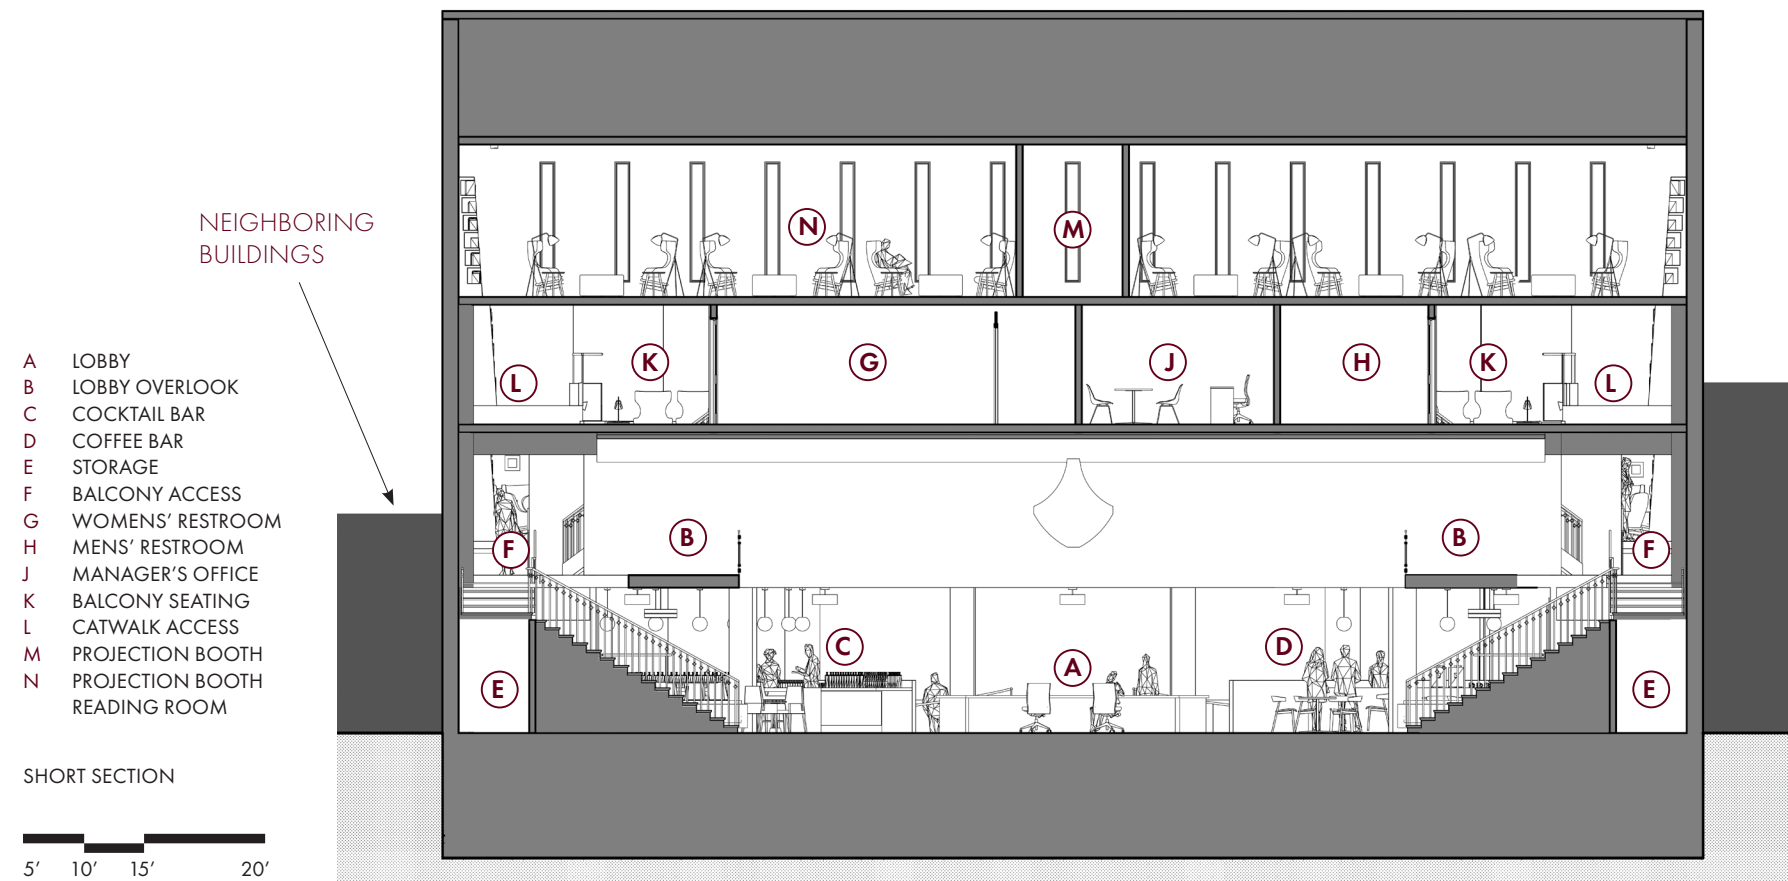 NEIGHBORING
BUILDINGS
A LOBBY
B LOBBY OVERLOOK
C COCKTAIL BAR
D COFFEE BAR
E STORAGE
F BALCONY ACCESS
G WOMENS' RESTROOM
H MENS' RESTROOM
J MANAGER'S OFFICE
K BALCONY SEATING
L CATWALK ACCESS
M PROJECTION BOOTH
N PROJECTION BOOTH
READING ROOM
SHORT SECTION
5' 10' 15' 20'
N M
L K G J H K L
F B B F
E C A D E